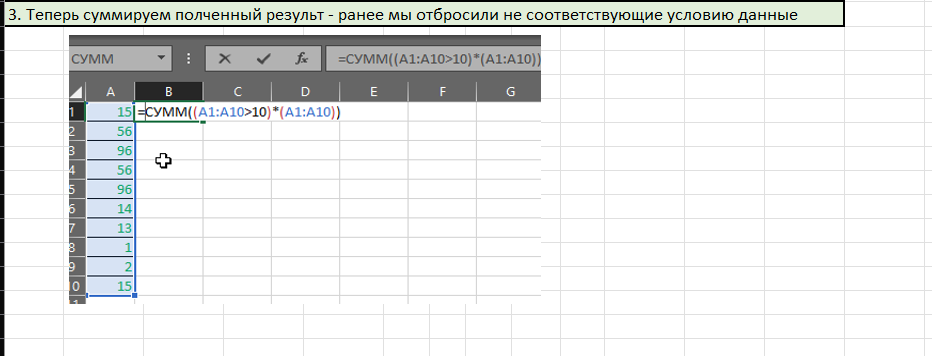 3. Теперь суммируем полченный результ - ранее мы отбросили не соответствующие условию данные
СУММ =СУММ((A1:A10>10)*(A1:A10))
A B C D E F G
1 15 =СУММ((A1:A10>10)*(A1:A10))
2 56
3 96
4 56
5 96
6 14
7 13
8 1
9 2
0 15